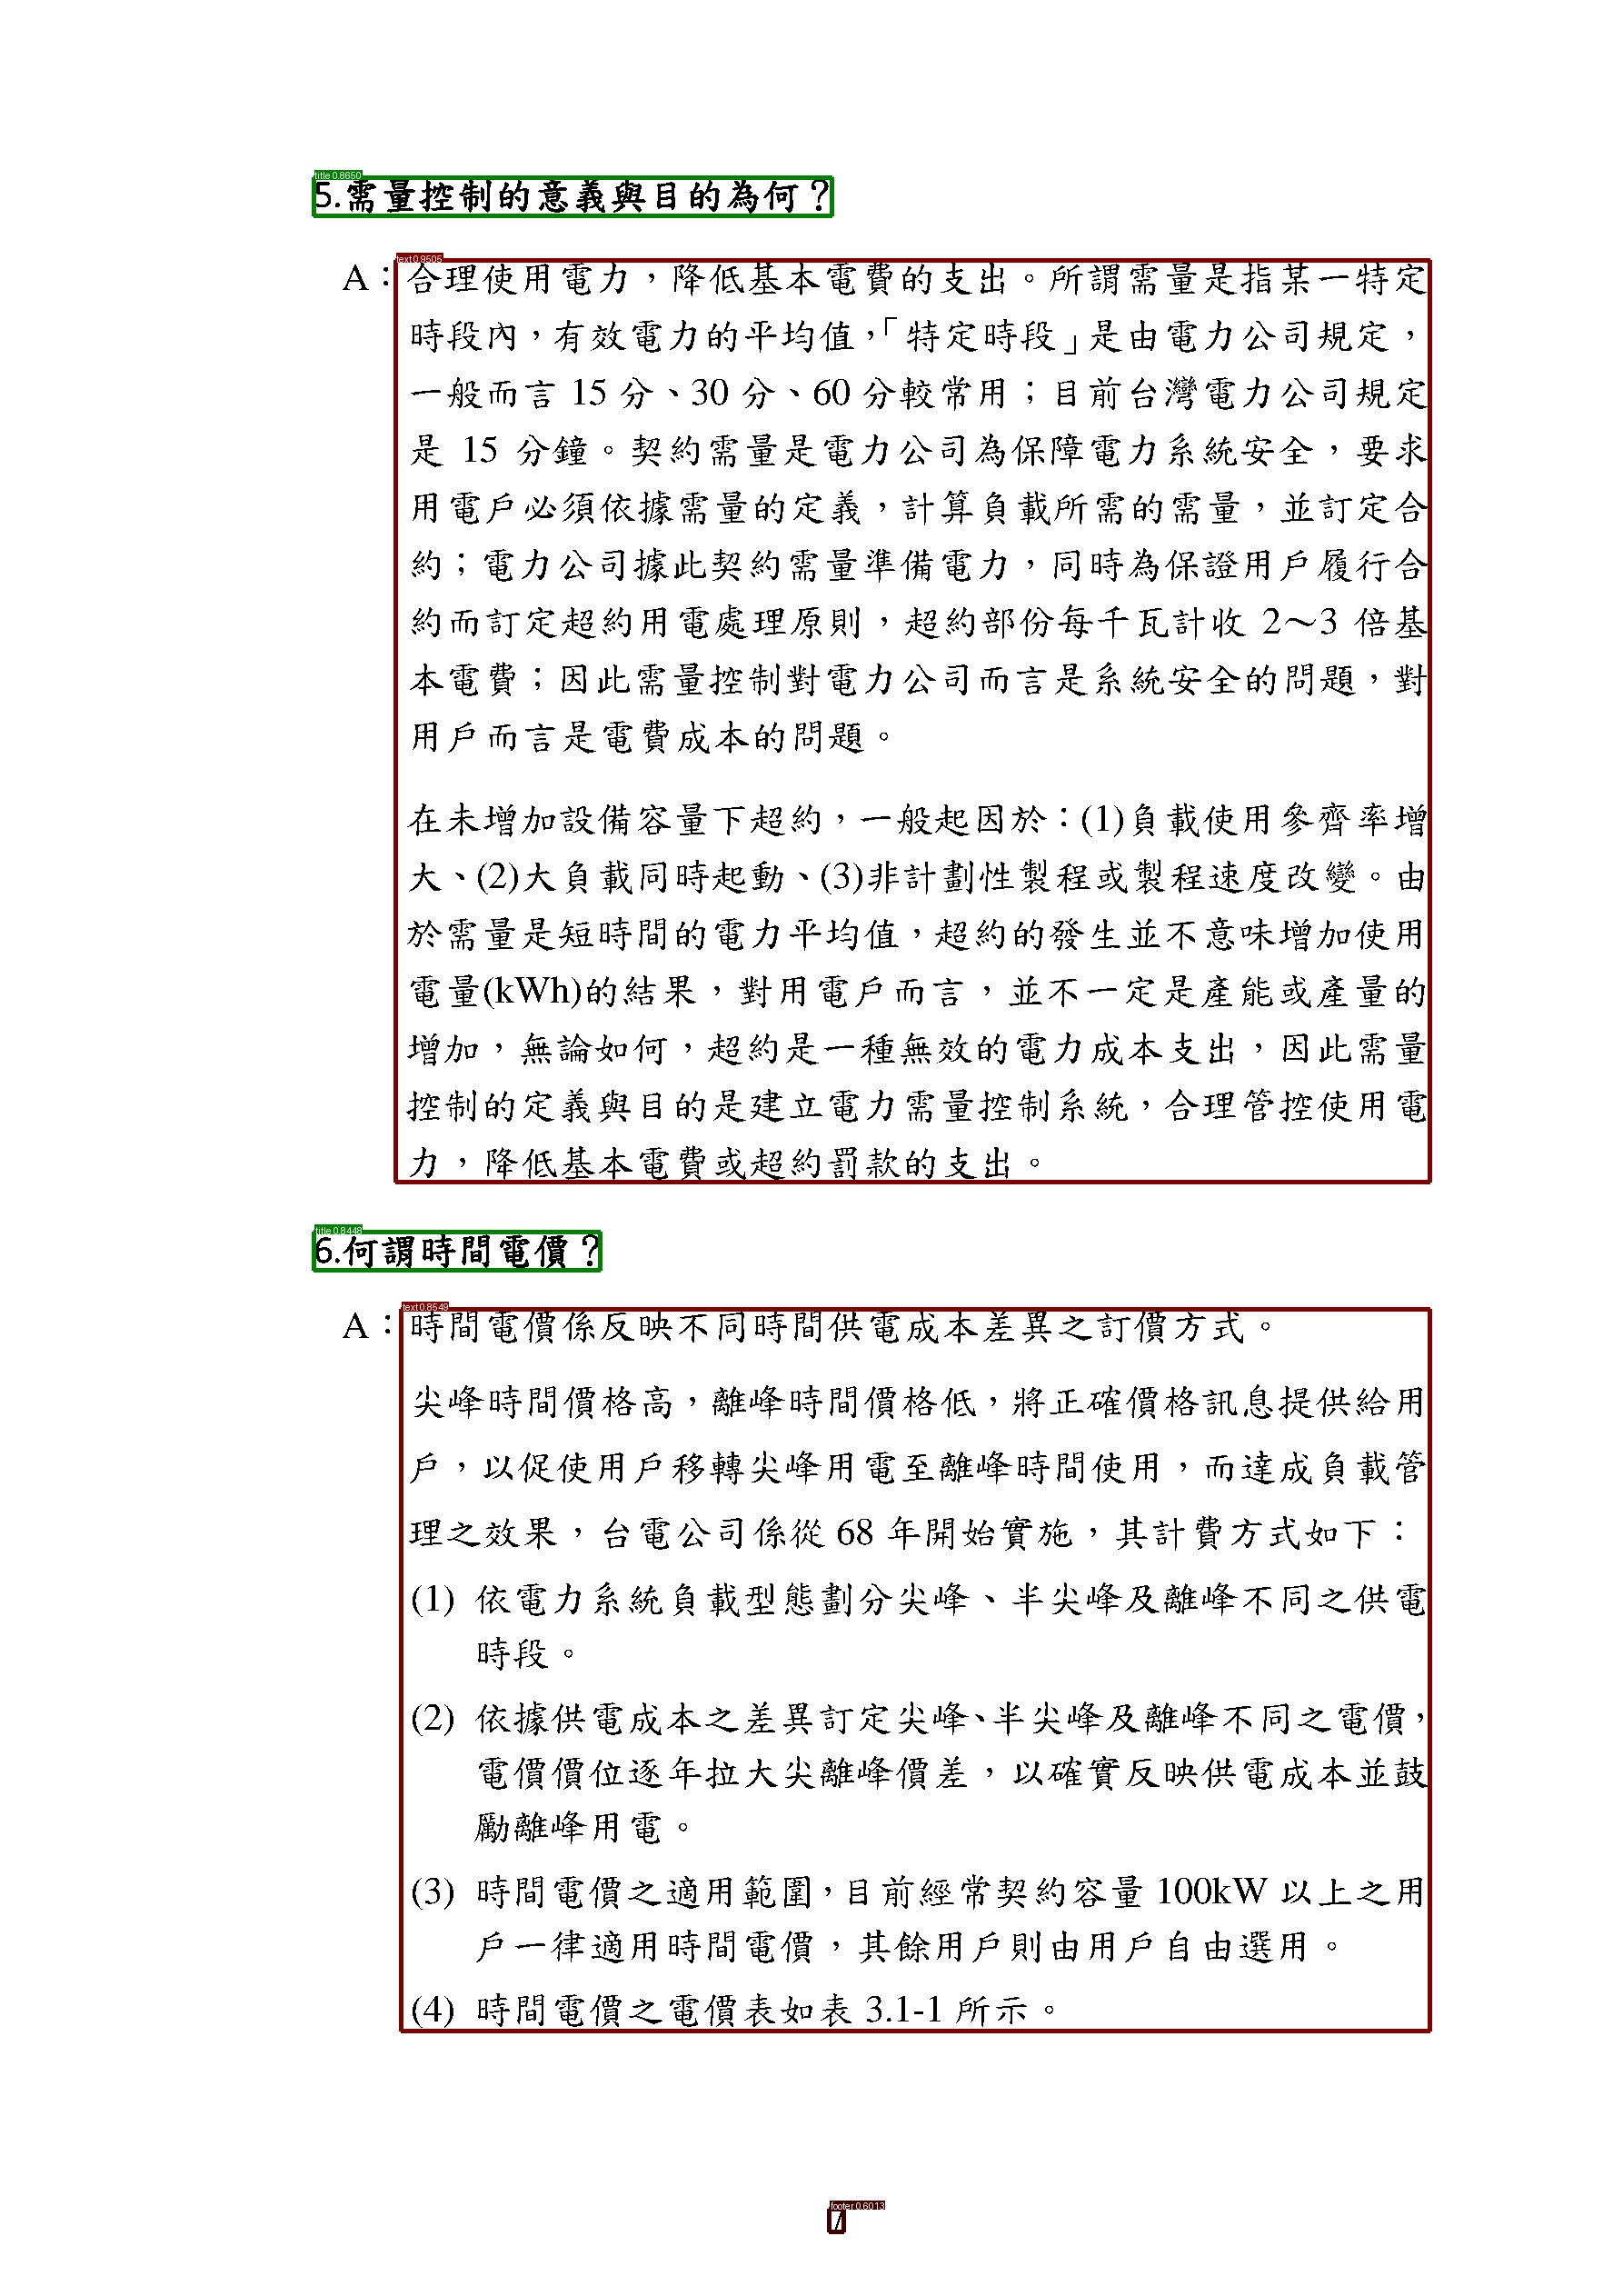 title 0.8650
5.需量控制的意義與目的為何？
text 0.9505
A：合理使用電力，降低基本電費的支出。所謂需量是指某一特定
時段內，有效電力的平均值，「特定時段」是由電力公司規定，
一般而言 15 分、30 分、60 分較常用；目前台灣電力公司規定
是 15 分鐘。契約需量是電力公司為保障電力系統安全，要求
用電戶必須依據需量的定義，計算負載所需的需量，並訂定合
約；電力公司據此契約需量準備電力，同時為保證用戶履行合
約而訂定超約用電處理原則，超約部份每千瓦計收 2～3 倍基
本電費；因此需量控制對電力公司而言是系統安全的問題，對
用戶而言是電費成本的問題。
在未增加設備容量下超約，一般起因於：(1)負載使用參齊率增
大、(2)大負載同時起動、(3)非計劃性製程或製程速度改變。由
於需量是短時間的電力平均值，超約的發生並不意味增加使用
電量(kWh)的結果，對用電戶而言，並不一定是產能或產量的
增加，無論如何，超約是一種無效的電力成本支出，因此需量
控制的定義與目的是建立電力需量控制系統，合理管控使用電
力，降低基本電費或超約罰款的支出。
title 0.8448
6.何謂時間電價？
text 0.8549
A：時間電價係反映不同時間供電成本差異之訂價方式。
尖峰時間價格高，離峰時間價格低，將正確價格訊息提供給用
戶，以促使用戶移轉尖峰用電至離峰時間使用，而達成負載管
理之效果，台電公司係從 68 年開始實施，其計費方式如下：
(1) 依電力系統負載型態劃分尖峰、半尖峰及離峰不同之供電
時段。
(2) 依據供電成本之差異訂定尖峰、半尖峰及離峰不同之電價，
電價價位逐年拉大尖離峰價差，以確實反映供電成本並鼓
勵離峰用電。
(3) 時間電價之適用範圍，目前經常契約容量 100kW 以上之用
戶一律適用時間電價，其餘用戶則由用戶自由選用。
(4) 時間電價之電價表如表 3.1-1 所示。
footer 0.6013
7